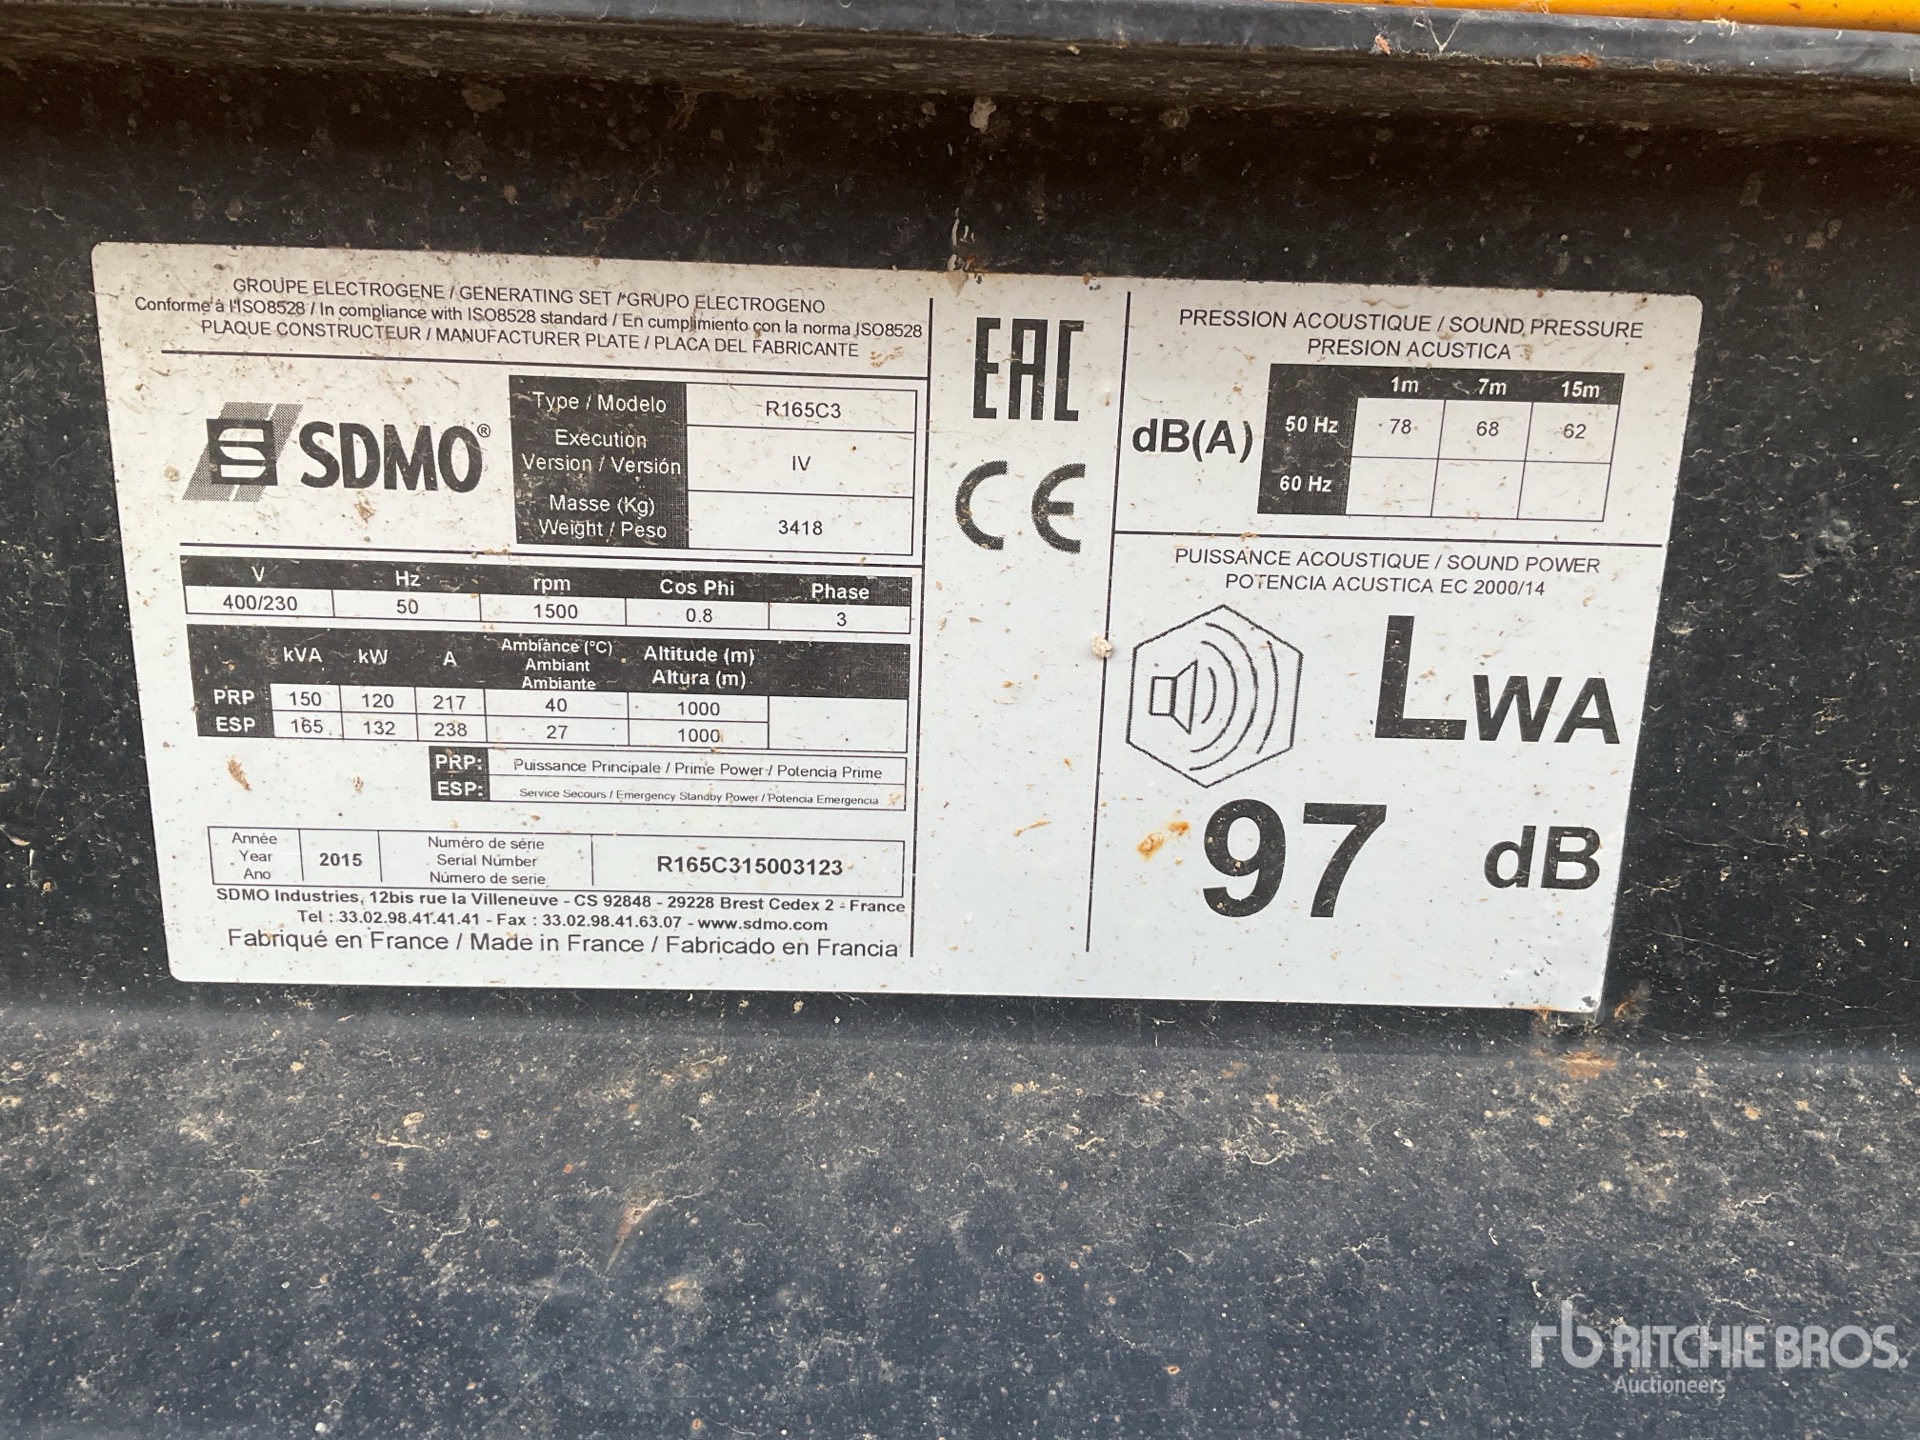 GROUPE ELECTROGENE / GENERATING SET / GRUPO ELECTROGENO
Conforme à l'ISO8528 / In compliance with ISO8528 standard / En cumplimiento con la norma ISO8528
PLAQUE CONSTRUCTEUR / MANUFACTURER PLATE / PLACA DEL FABRICANTE
SDMO®
Type / Modelo R165C3
Execution
Version / Versión IV
Masse (Kg)
Weight / Peso 3418
V Hz rpm Cos Phi Phase
400/230 50 1500 0.8 3
kVA kW A Ambiance (°C) Ambiant Ambiante Altitude (m) Altura (m)
PRP 150 120 217 40 1000
ESP 165 132 238 27 1000
PRP: Puissance Principale / Prime Power / Potencia Prime
ESP: Service Secours / Emergency Standby Power / Potencia Emergencia
Année
Year
Ano
2015
Numéro de série
Serial Number
Número de serie
R165C315003123
SDMO Industries, 12bis rue la Villeneuve - CS 92848 - 29228 Brest Cedex 2 - France
Tel : 33.02.98.41.41.41 - Fax : 33.02.98.41.63.07 - www.sdmo.com
Fabriqué en France / Made in France / Fabricado en Francia
EAC
CE
PRESSION ACOUSTIQUE / SOUND PRESSURE
PRESION ACUSTICA
dB(A)
1m 7m 15m
50 Hz 78 68 62
60 Hz
PUISSANCE ACOUSTIQUE / SOUND POWER
POTENCIA ACUSTICA EC 2000/14
LWA
97 dB
rb RITCHIE BROS.
Auctioneers